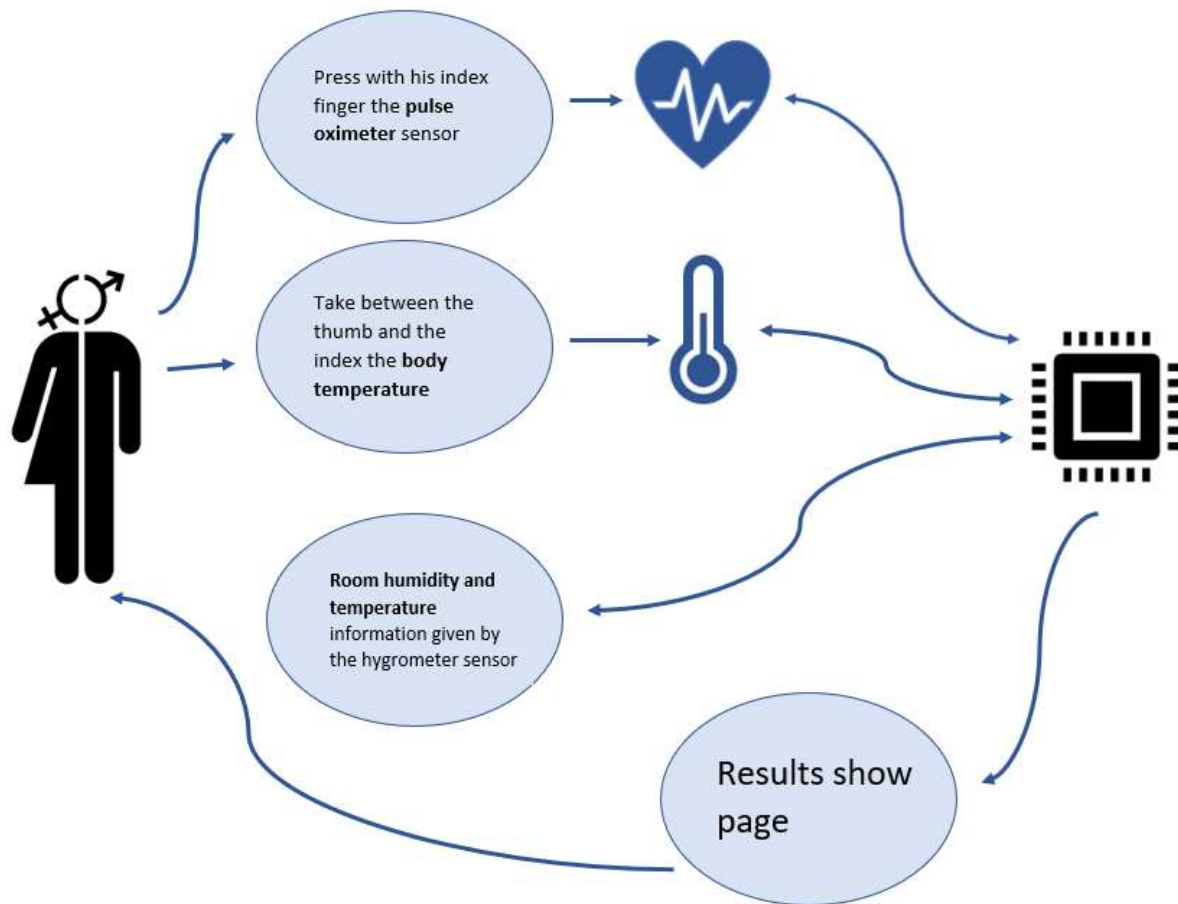 Press with his index
finger the pulse
oximeter sensor
Take between the
thumb and the
index the body
temperature
Room humidity and
temperature
information given by
the hygrometer sensor
Results show
page